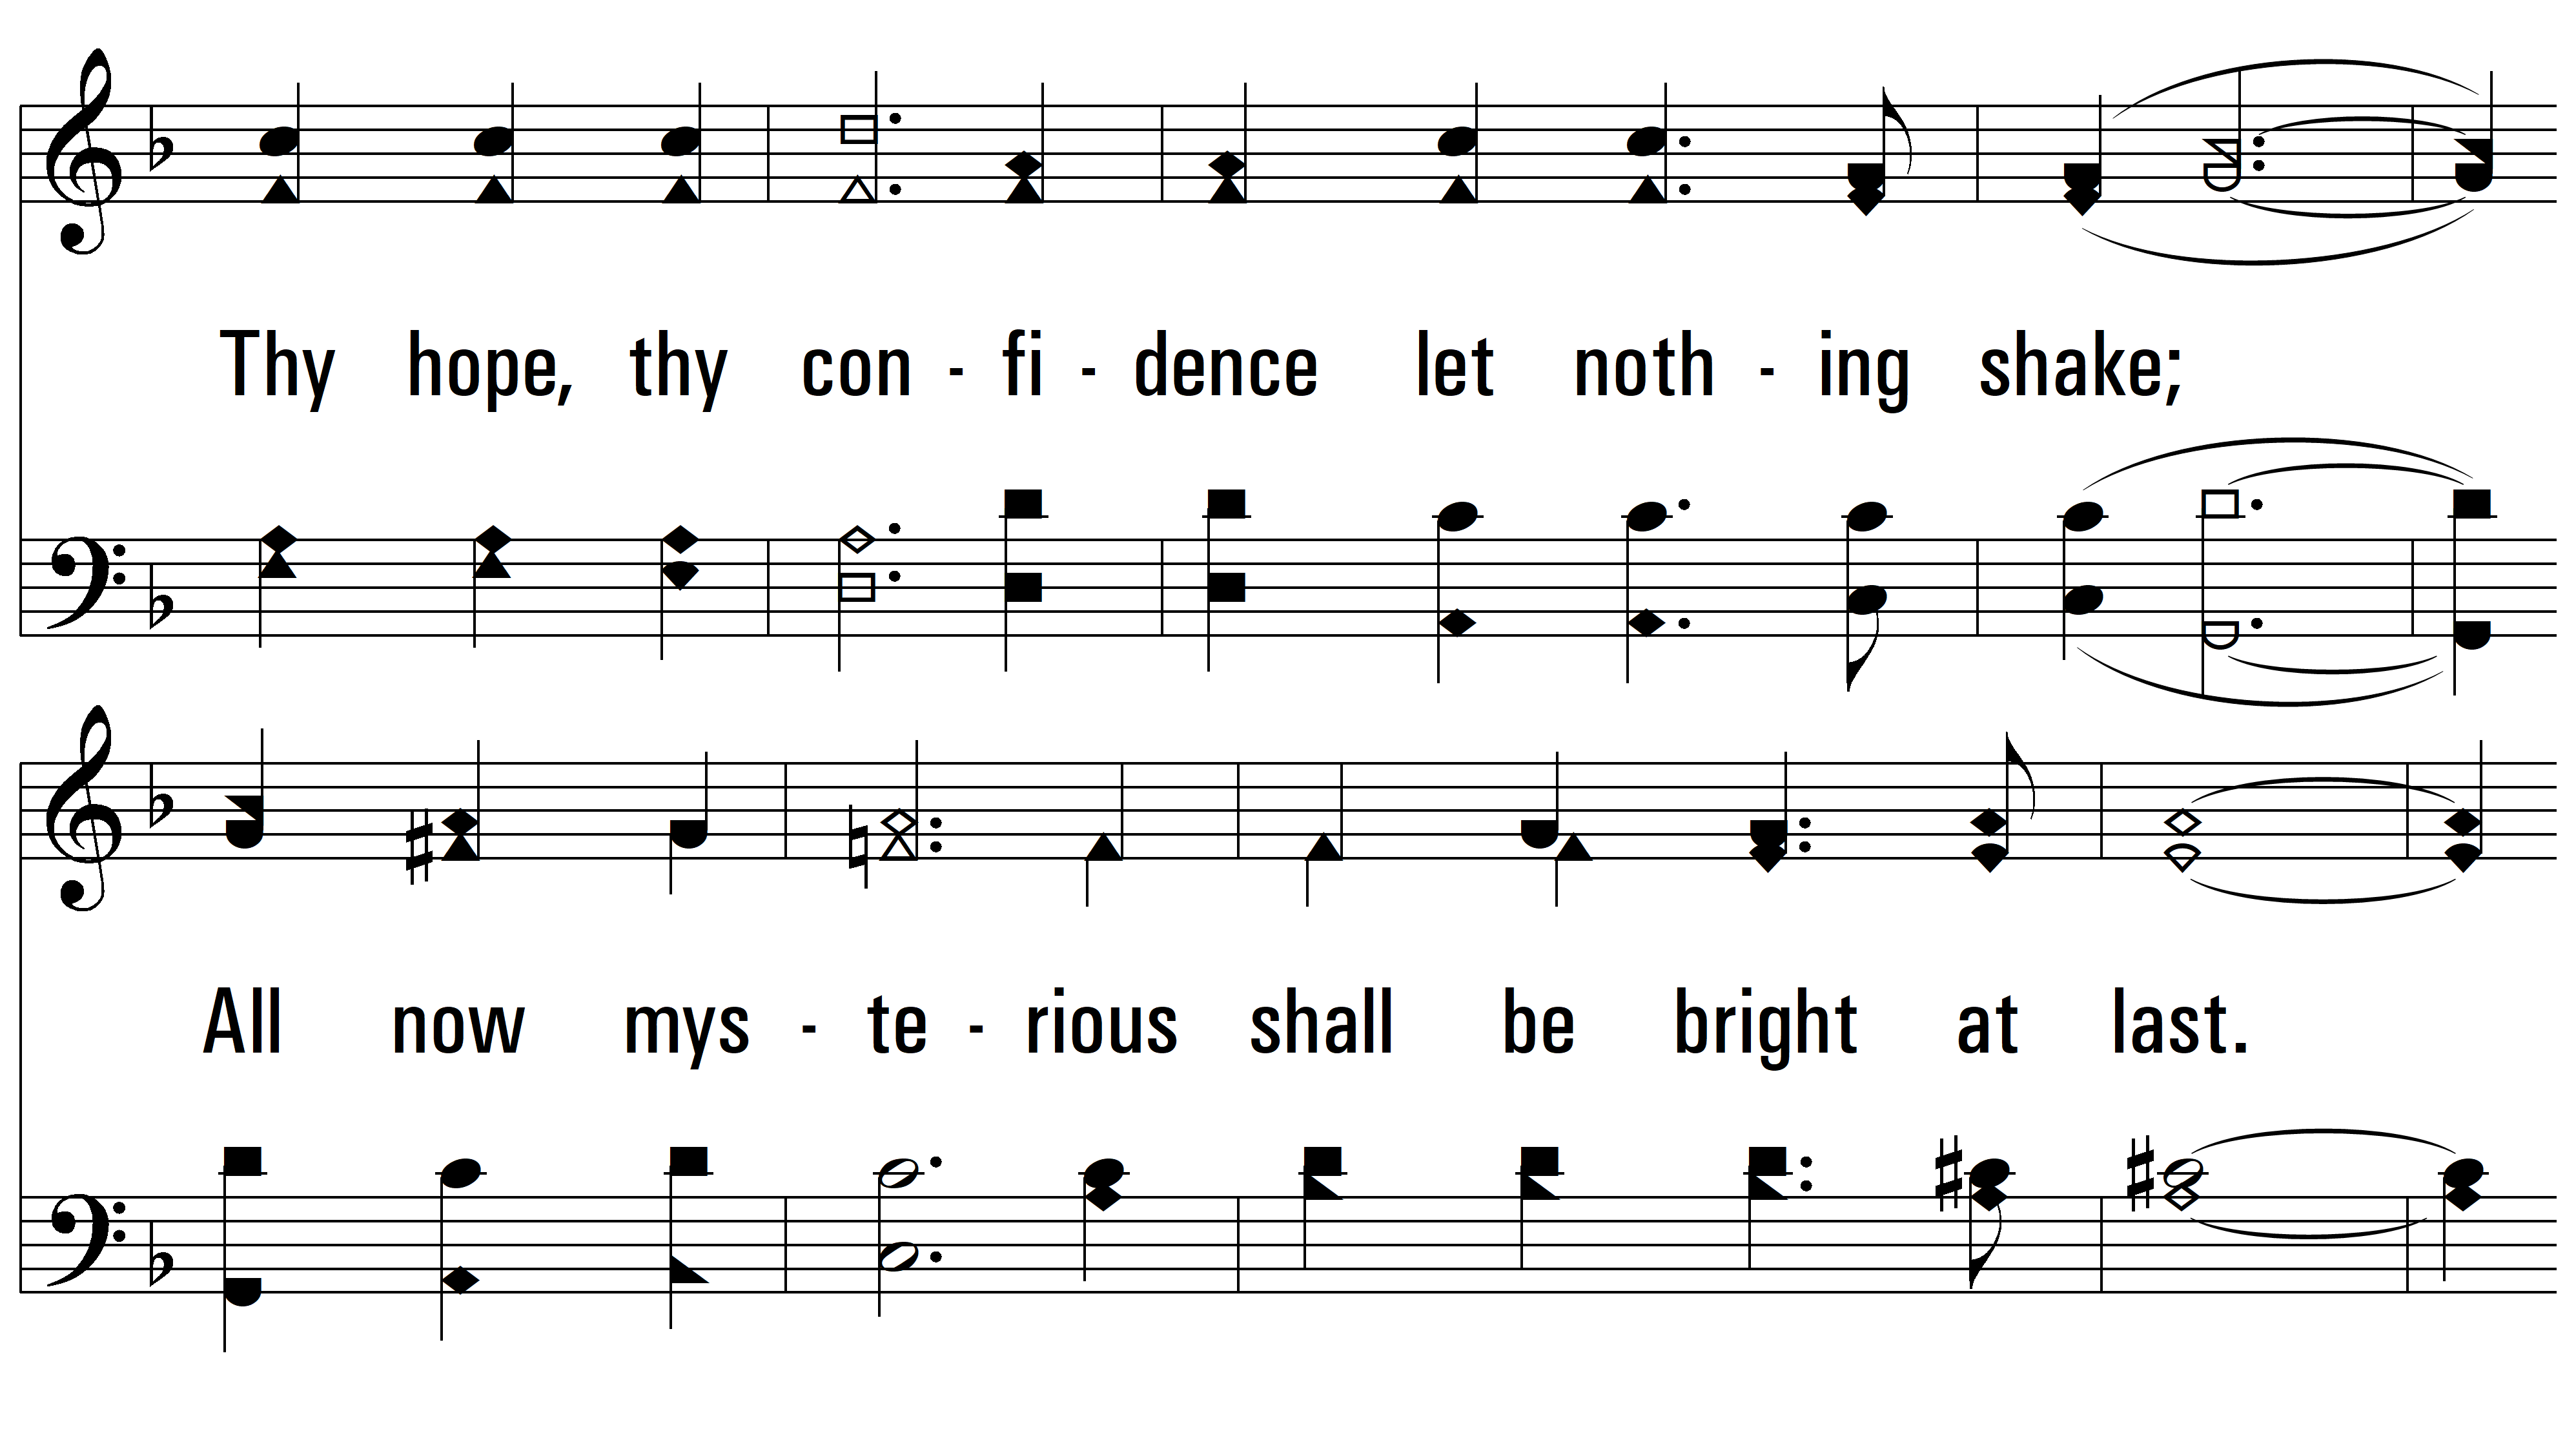 Thy hope, thy con - fi - dence let noth - ing shake;
All now mys - te - rious shall be bright at last.